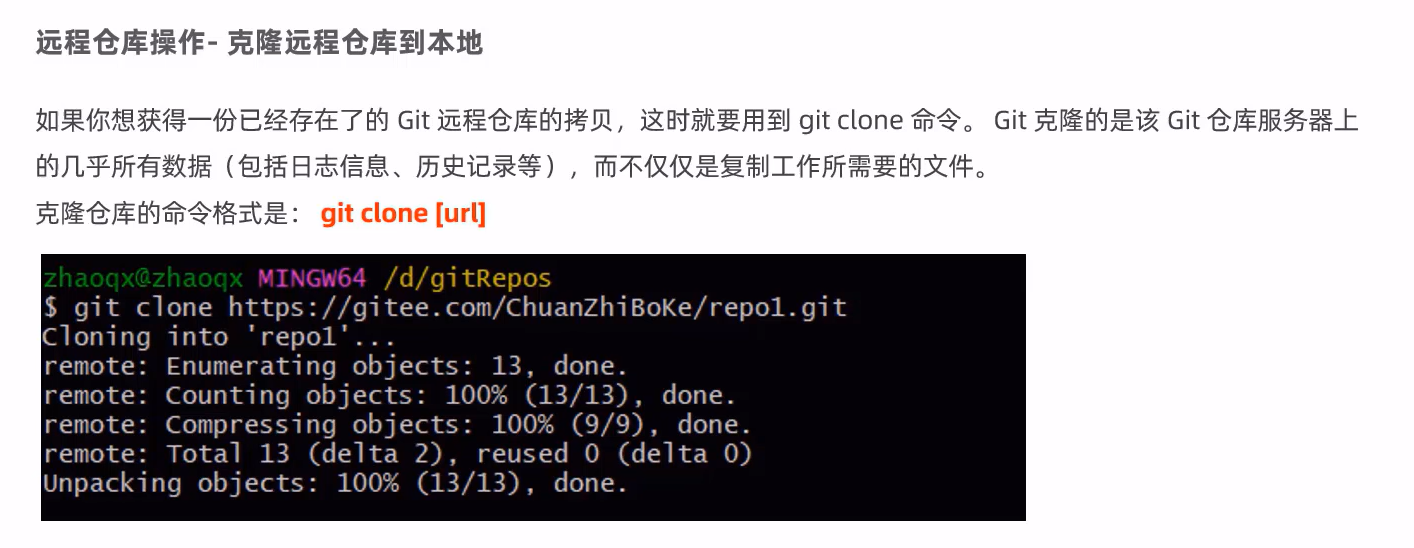 远程仓库操作- 克隆远程仓库到本地
如果你想获得一份已经存在了的 Git 远程仓库的拷贝，这时就要用到 git clone 命令。 Git 克隆的是该 Git 仓库服务器上
的几乎所有数据（包括日志信息、历史记录等），而不仅仅是复制工作所需要的文件。
克隆仓库的命令格式是： git clone [url]
zhaoqx@zhaoqx MINGW64 /d/gitRepos
$ git clone https://gitee.com/ChuanZhiBoKe/repo1.git
Cloning into 'repo1'...
remote: Enumerating objects: 13, done.
remote: Counting objects: 100% (13/13), done.
remote: Compressing objects: 100% (9/9), done.
remote: Total 13 (delta 2), reused 0 (delta 0)
Unpacking objects: 100% (13/13), done.